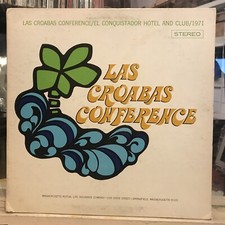 LAS CROABAS CONFERENCE/EL CONQUISTADOR HOTEL AND CLUB/1971
STEREO
LAS
CROABAS
CONFERENCE